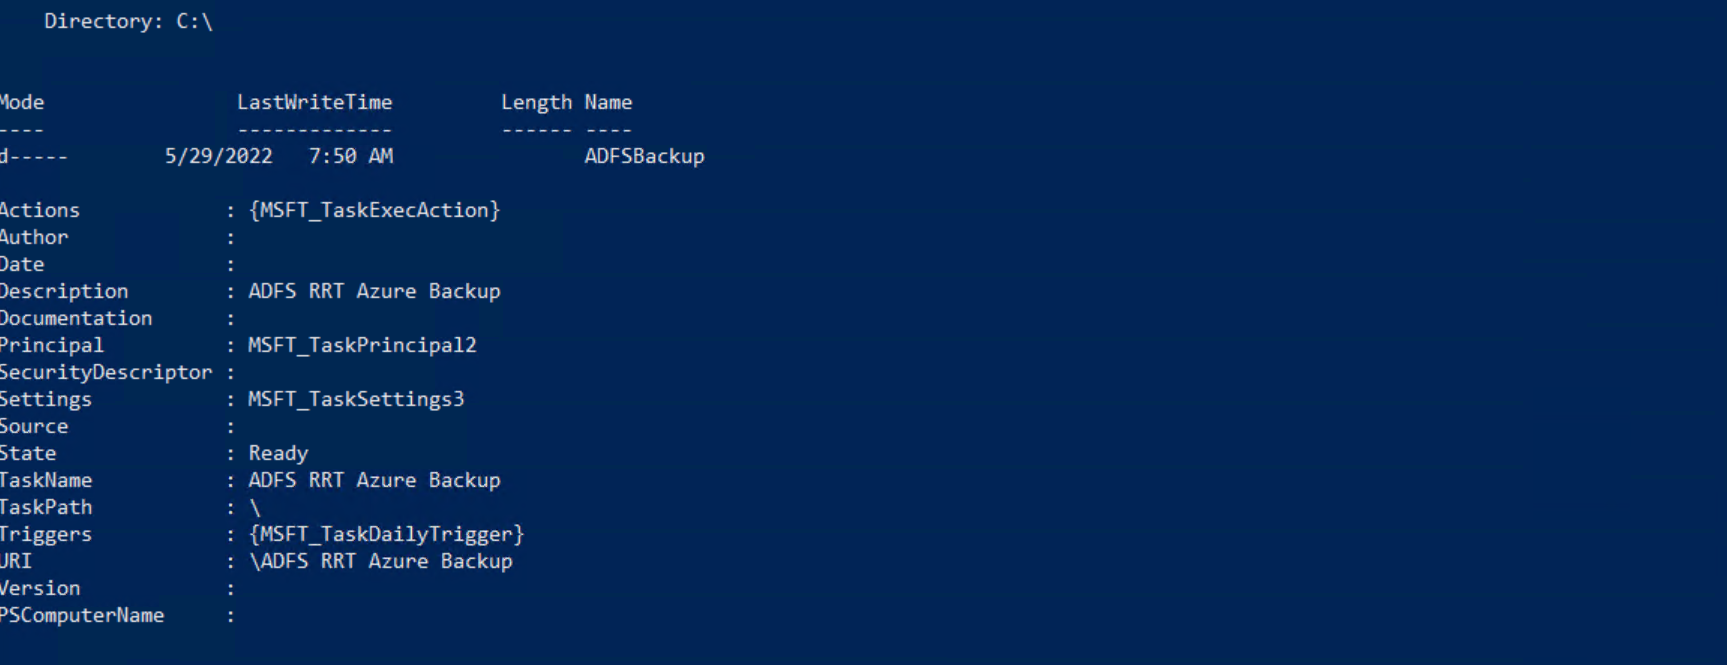 Directory: C:\
Mode LastWriteTime Length Name
---- ------------- ------ ----
d----- 5/29/2022 7:50 AM ADFSBackup
Actions : {MSFT_TaskExecAction}
Author :
Date :
Description : ADFS RRT Azure Backup
Documentation :
Principal : MSFT_TaskPrincipal2
SecurityDescriptor :
Settings : MSFT_TaskSettings3
Source :
State : Ready
TaskName : ADFS RRT Azure Backup
TaskPath : \
Triggers : {MSFT_TaskDailyTrigger}
URI : \ADFS RRT Azure Backup
Version :
PSComputerName :